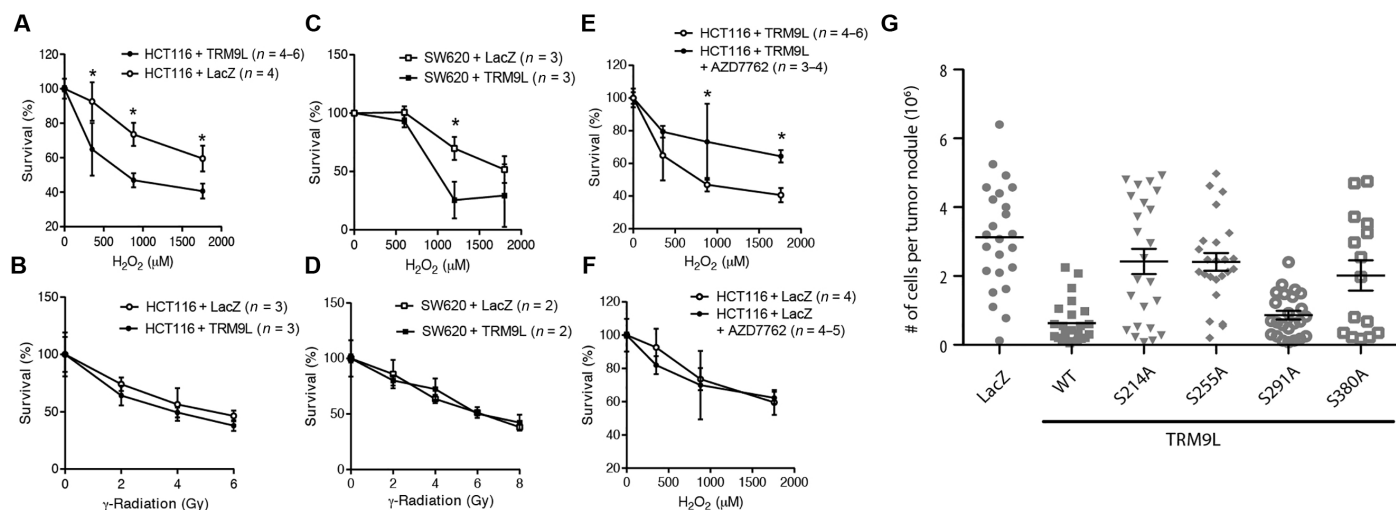 A
HCT116 + TRM9L (n = 4–6)
HCT116 + LacZ (n = 4)
Survival (%)
120
100
80
60
40
20
* * *
0 500 1000 1500 2000
H₂O₂ (μM)
B
HCT116 + LacZ (n = 3)
HCT116 + TRM9L (n = 3)
Survival (%)
150
100
50
0
0 2 4 6
γ-Radiation (Gy)
C
SW620 + LacZ (n = 3)
SW620 + TRM9L (n = 3)
Survival (%)
150
100
50
0
*
0 500 1000 1500 2000
H₂O₂ (μM)
D
SW620 + LacZ (n = 2)
SW620 + TRM9L (n = 2)
Survival (%)
150
100
50
0
0 2 4 6 8
γ-Radiation (Gy)
E
HCT116 + TRM9L (n = 4–6)
HCT116 + TRM9L
+ AZD7762 (n = 3–4)
Survival (%)
120
100
80
60
40
20
* *
0 500 1000 1500 2000
H₂O₂ (μM)
F
HCT116 + LacZ (n = 4)
HCT116 + LacZ
+ AZD7762 (n = 4–5)
Survival (%)
120
100
80
60
40
20
0 500 1000 1500 2000
H₂O₂ (μM)
G
# of cells per tumor nodule (10⁶)
8
6
4
2
0
LacZ WT S214A S255A S291A S380A
TRM9L